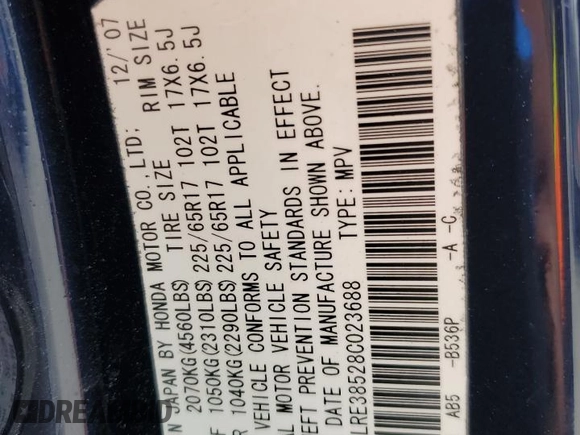 N JAPAN BY HONDA MOTOR CO.,LTD; 12/'07
TIRE SIZE RIM SIZE
2070KG(4560LBS)
F 1050KG(2310LBS) 225/65R17 102T 17X6.5J
R 1040KG(2290LBS) 225/65R17 102T 17X6.5J
VEHICLE CONFORMS TO ALL APPLICABLE
AL MOTOR VEHICLE SAFETY
EFT PREVENTION STANDARDS IN EFFECT
DATE OF MANUFACTURE SHOWN ABOVE.
LRE38528C023688 TYPE: MPV
AB5 -B536P -A -C